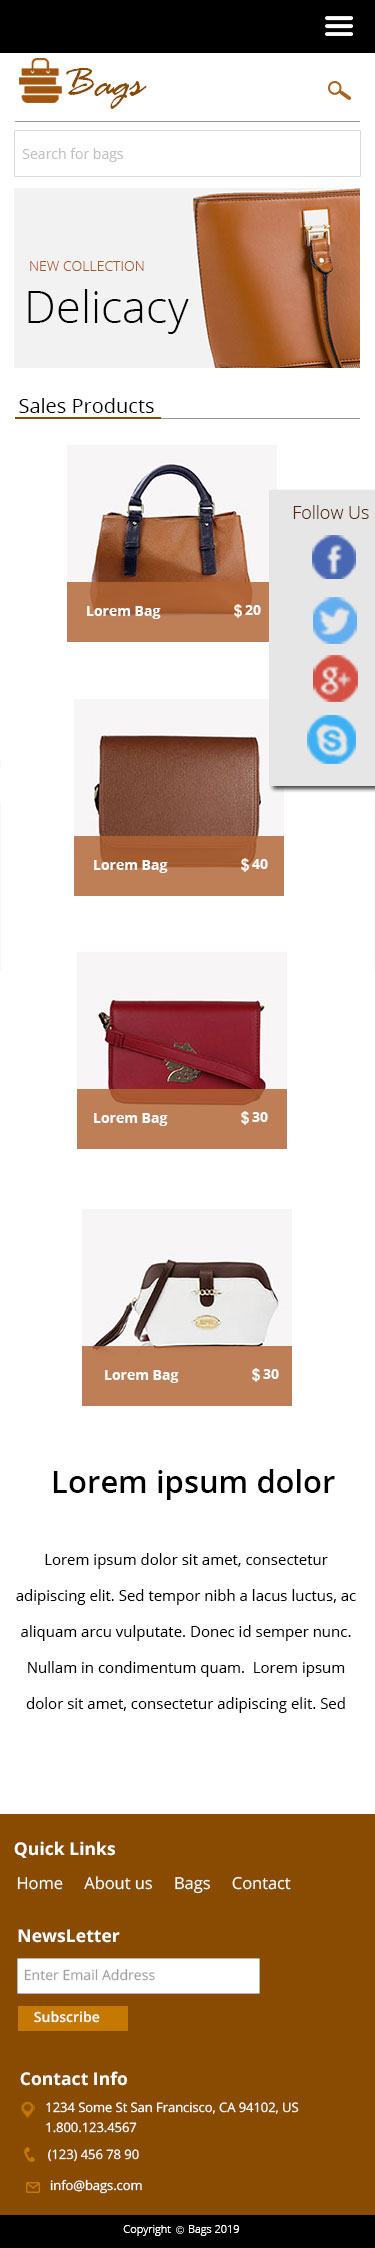 Bags
Search for bags
NEW COLLECTION
Delicacy
Sales Products
Follow Us
Lorem Bag $ 20
Lorem Bag $ 40
Lorem Bag $ 30
Lorem Bag $ 30
Lorem ipsum dolor
Lorem ipsum dolor sit amet, consectetur
adipiscing elit. Sed tempor nibh a lacus luctus, ac
aliquam arcu vulputate. Donec id semper nunc.
Nullam in condimentum quam. Lorem ipsum
dolor sit amet, consectetur adipiscing elit. Sed
Quick Links
Home About us Bags Contact
NewsLetter
Enter Email Address
Subscribe
Contact Info
1234 Some St San Francisco, CA 94102, US
1.800.123.4567
(123) 456 78 90
info@bags.com
Copyright © Bags 2019